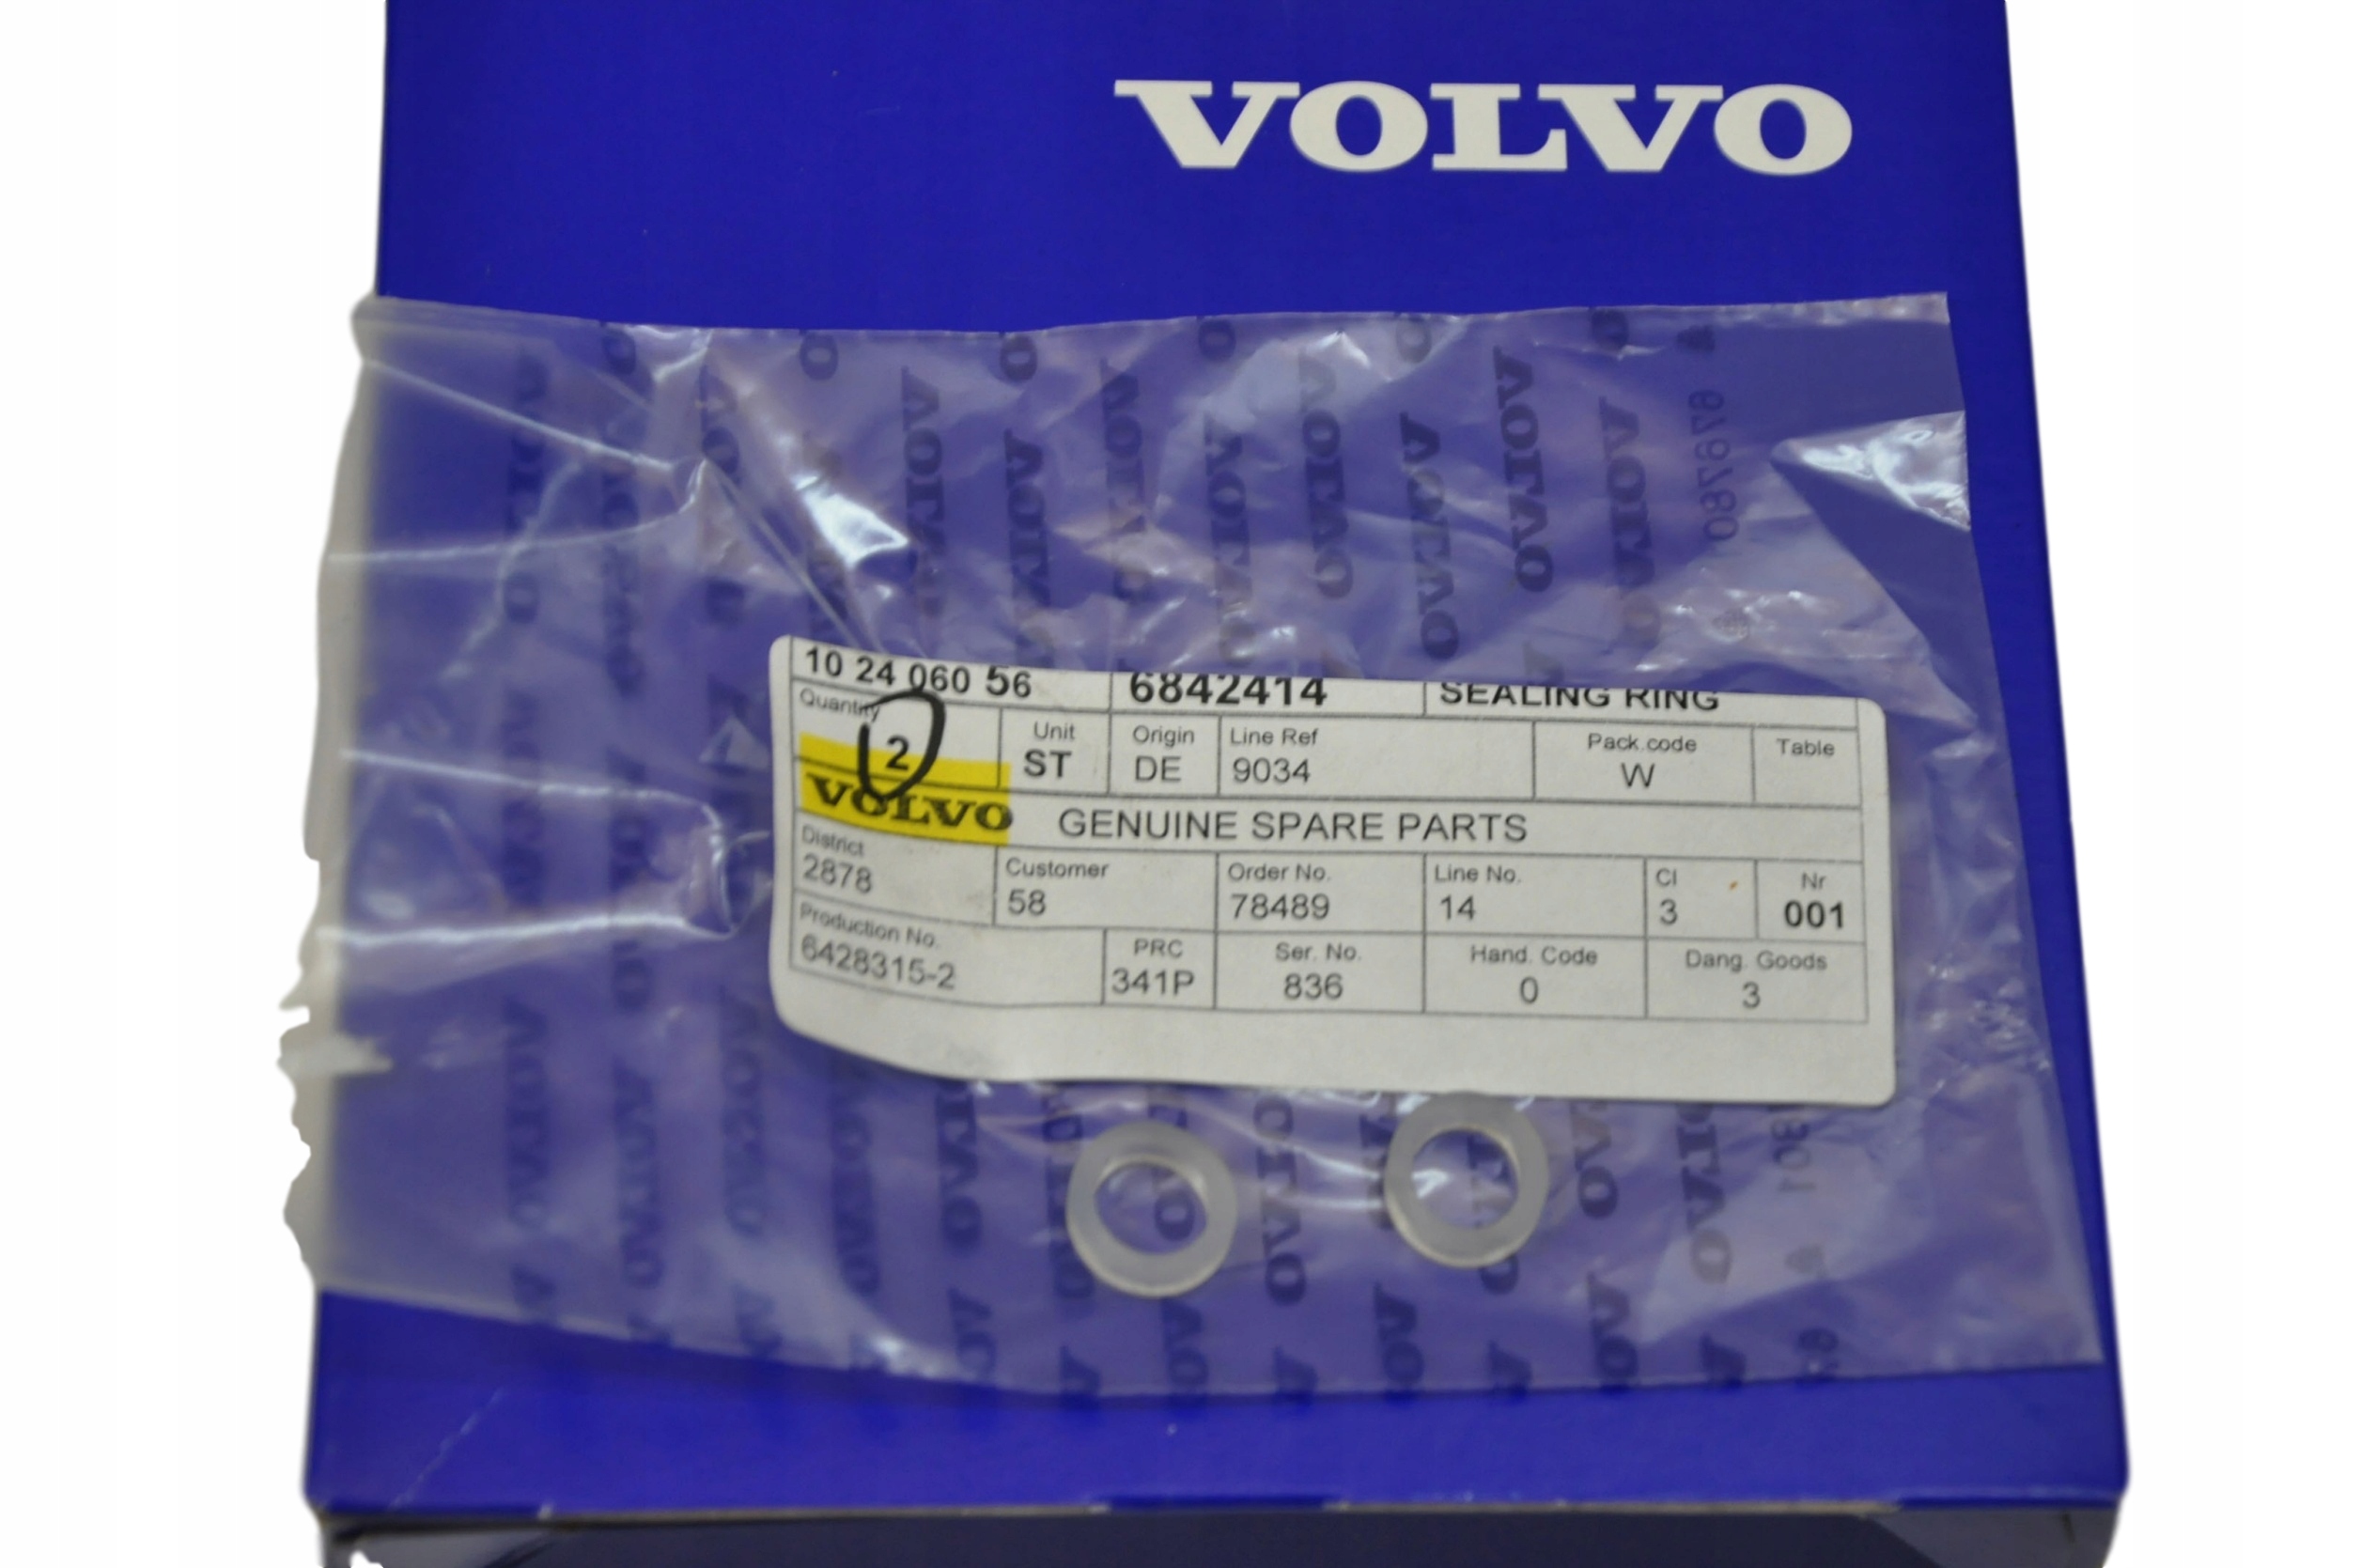 VOLVO
10 24 060 56 6842414 SEALING RING
Quantity Unit Origin Line Ref Pack.code Table
2 ST DE 9034 W
VOLVO GENUINE SPARE PARTS
District Customer Order No. Line No. Cl Nr
2878 58 78489 14 3 001
Production No. PRC Ser. No. Hand. Code Dang. Goods
6428315-2 341P 836 0 3